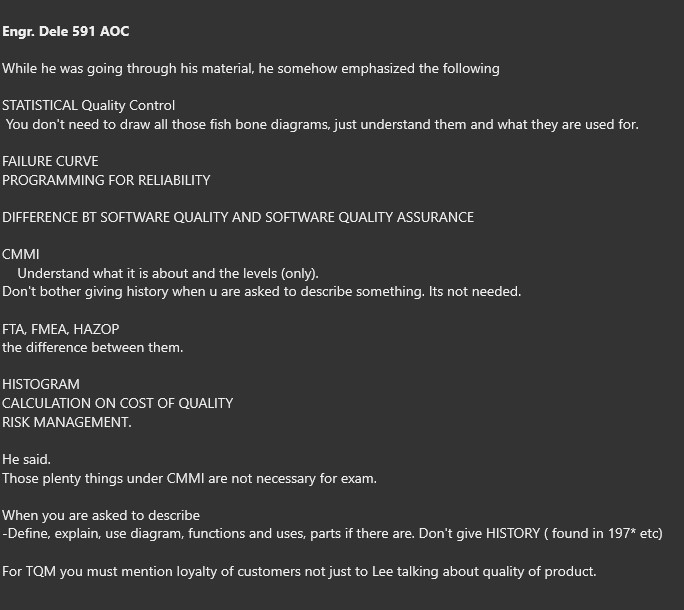 Engr. Dele 591 AOC
While he was going through his material, he somehow emphasized the following
STATISTICAL Quality Control
You don't need to draw all those fish bone diagrams, just understand them and what they are used for.
FAILURE CURVE
PROGRAMMING FOR RELIABILITY
DIFFERENCE BT SOFTWARE QUALITY AND SOFTWARE QUALITY ASSURANCE
CMMI
Understand what it is about and the levels (only).
Don't bother giving history when u are asked to describe something. Its not needed.
FTA, FMEA, HAZOP
the difference between them.
HISTOGRAM
CALCULATION ON COST OF QUALITY
RISK MANAGEMENT.
He said.
Those plenty things under CMMI are not necessary for exam.
When you are asked to describe
-Define, explain, use diagram, functions and uses, parts if there are. Don't give HISTORY ( found in 197* etc)
For TQM you must mention loyalty of customers not just to Lee talking about quality of product.